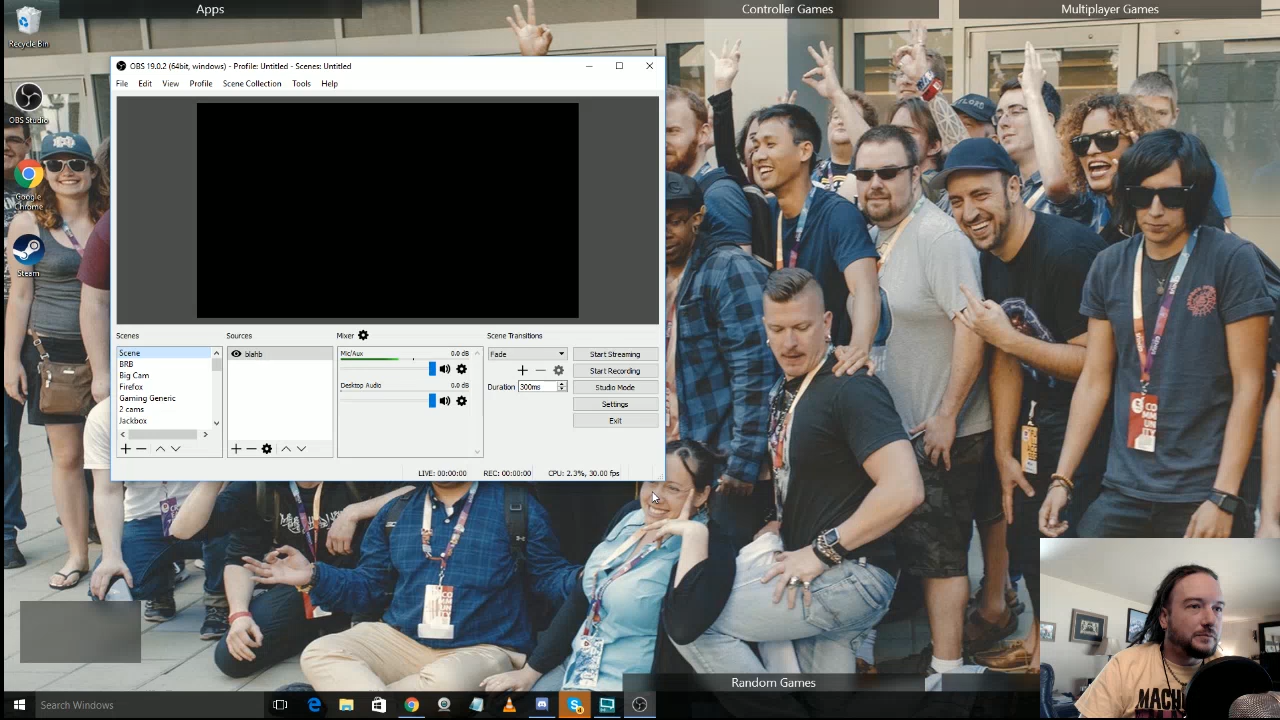 Apps
Controller Games
Multiplayer Games
Recycle Bin
OBS Studio
Google
Chrome
Steam
OBS 19.0.2 (64bit, windows) - Profile: Untitled - Scenes: Untitled
File Edit View Profile Scene Collection Tools Help
Scenes
Scene
BRB
Big Cam
Firefox
Gaming Generic
2 cams
Jackbox
Sources
blahb
Mixer
Mic/Aux 0.0 dB
Desktop Audio 0.0 dB
Scene Transitions
Fade
Duration 300ms
Start Streaming
Start Recording
Studio Mode
Settings
Exit
LIVE: 00:00:00 REC: 00:00:00 CPU: 2.3%, 30.00 fps
COM
MUN
ITY
Random Games
Search Windows
MACH